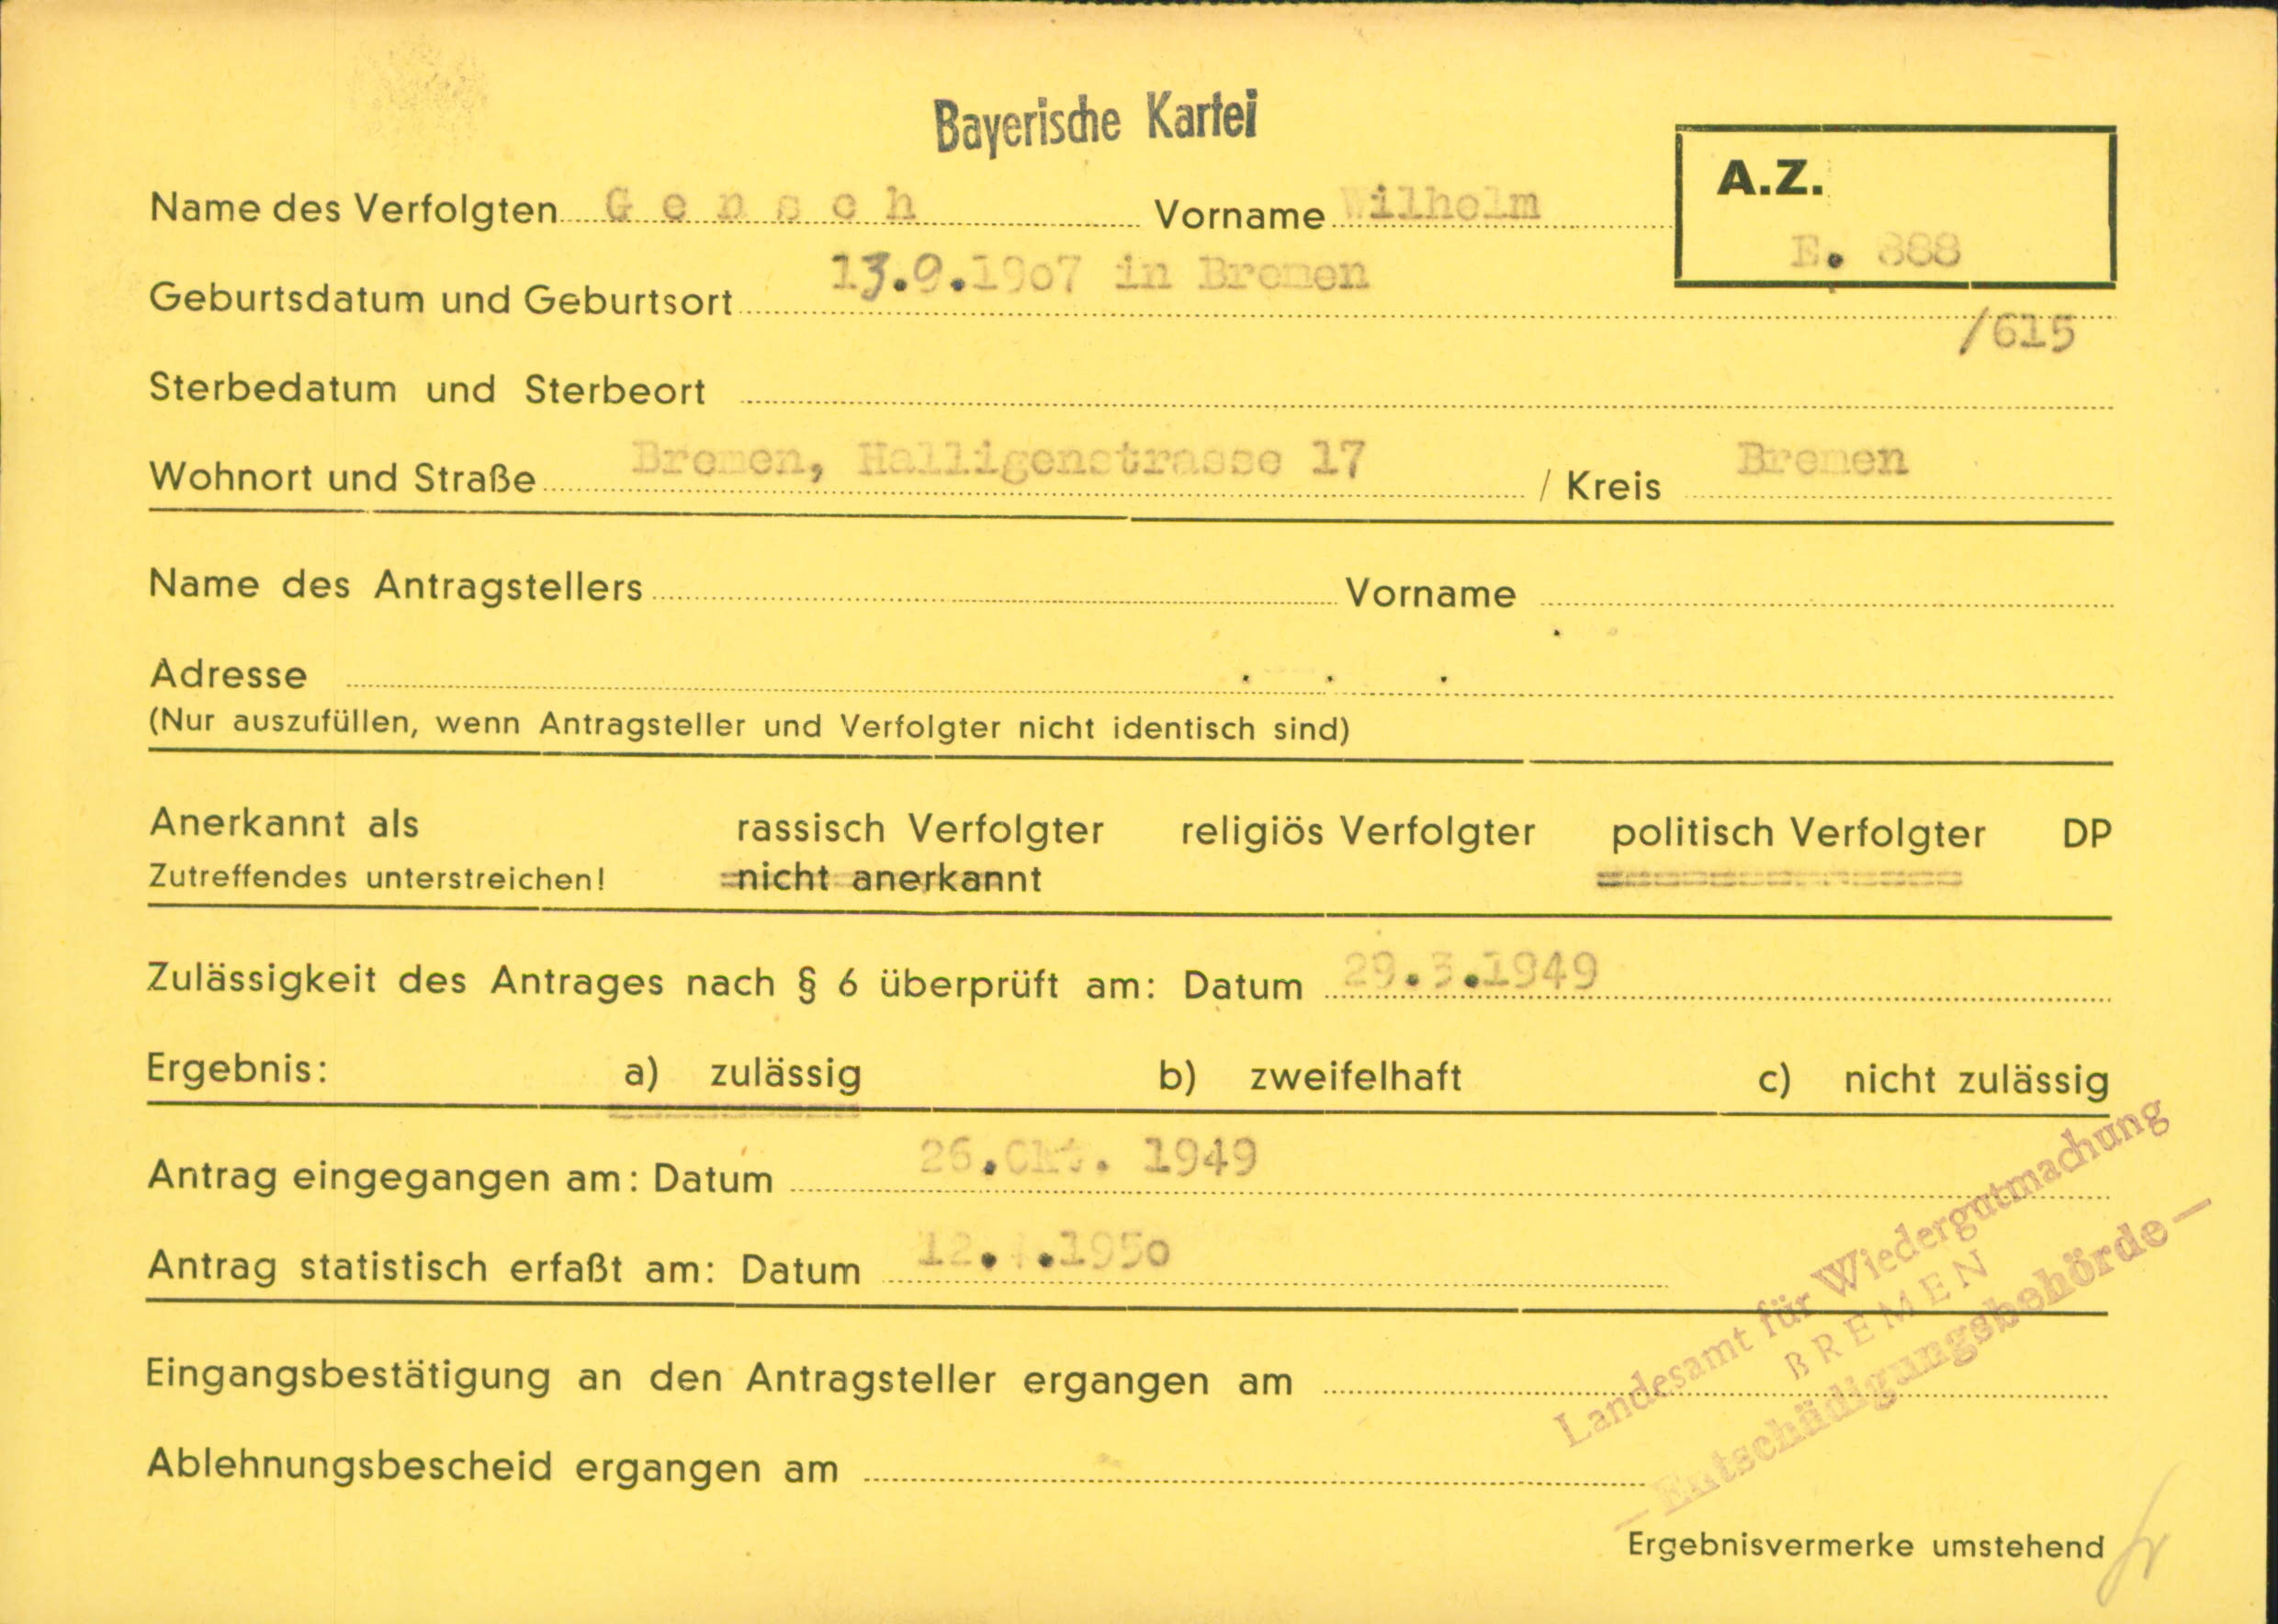 Bayerische Kartei
A.Z.
E. 888
/615
Name des Verfolgten G e n s c h Vorname Wilhelm
Geburtsdatum und Geburtsort 13.9.1907 in Bremen
Sterbedatum und Sterbeort
Wohnort und Straße Bremen, Halligenstrasse 17 / Kreis Bremen
Name des Antragstellers Vorname
Adresse
(Nur auszufüllen, wenn Antragsteller und Verfolgter nicht identisch sind)
Anerkannt als rassisch Verfolgter religiös Verfolgter politisch Verfolgter DP
Zutreffendes unterstreichen! nicht anerkannt
Zulässigkeit des Antrages nach § 6 überprüft am: Datum 29.3.1949
Ergebnis: a) zulässig b) zweifelhaft c) nicht zulässig
Antrag eingegangen am: Datum 26.Okt. 1949
Antrag statistisch erfaßt am: Datum 12. .1950
Eingangsbestätigung an den Antragsteller ergangen am
Ablehnungsbescheid ergangen am
Landesamt für Wiedergutmachung
BREMEN
— Entschädigungsbehörde —
Ergebnisvermerke umstehend